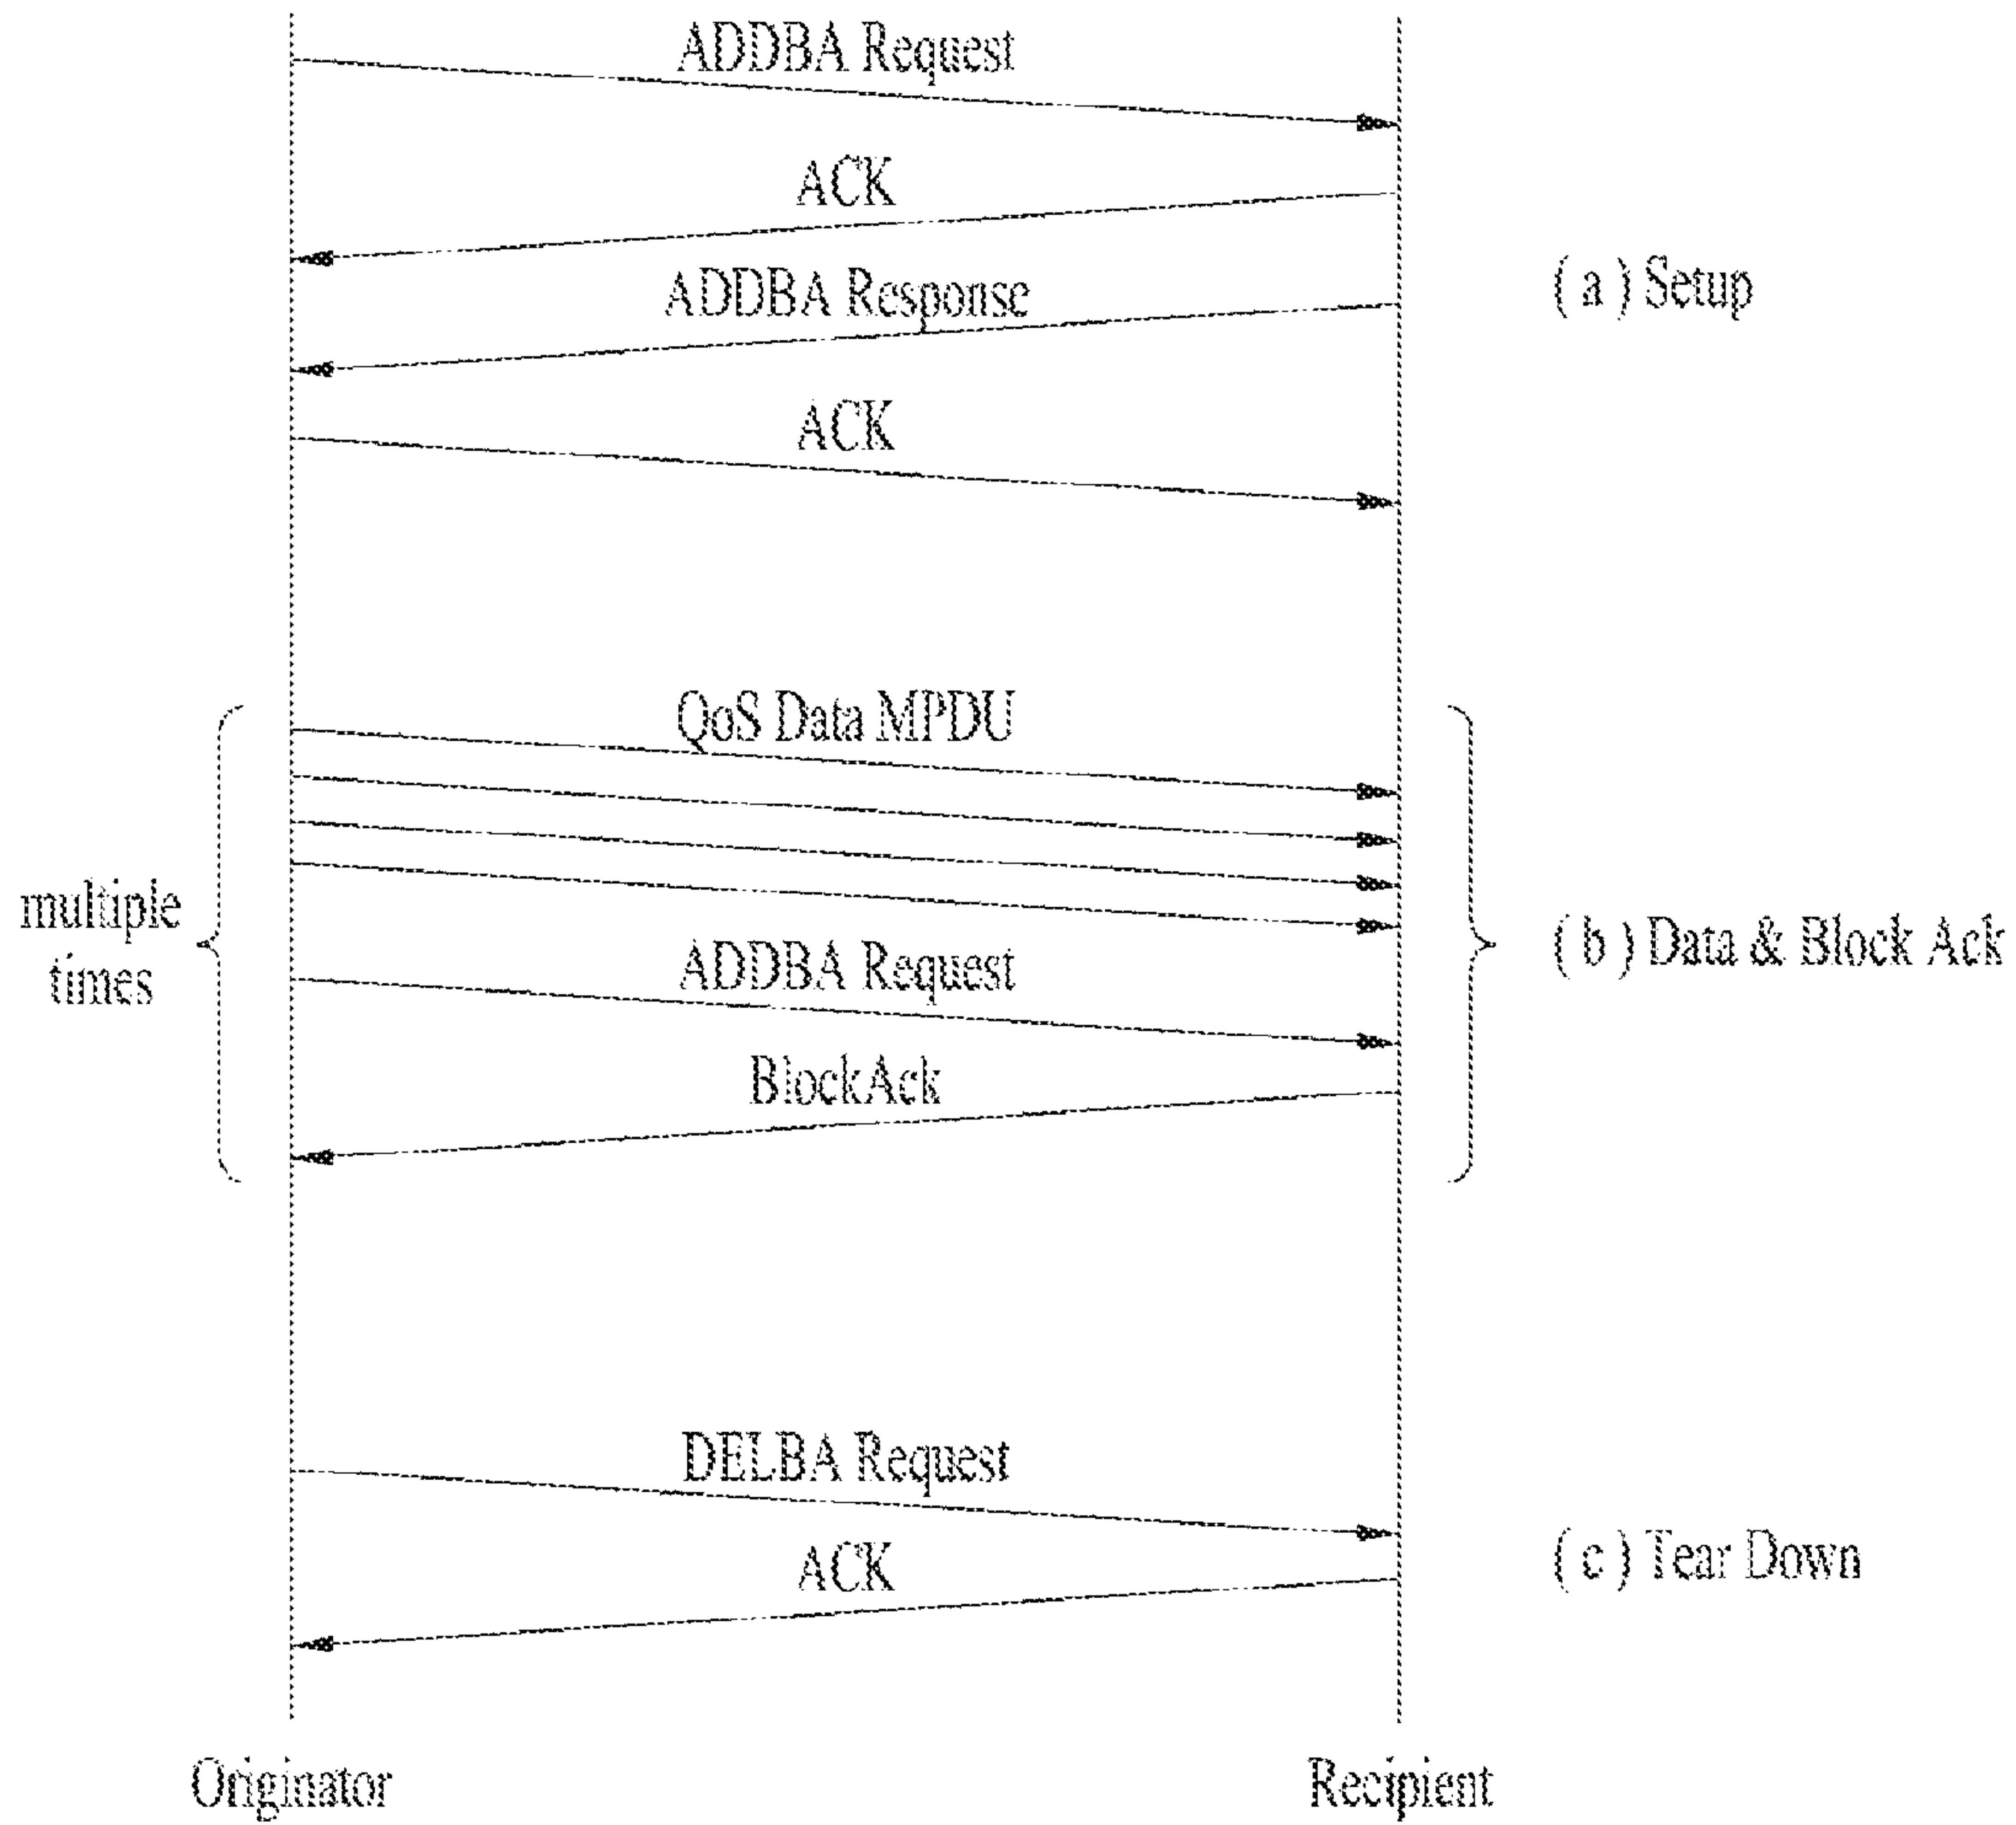 ADDBA Request
ACK
ADDBA Response
( a ) Setup
ACK
QoS Data MPDU
multiple
times
( b ) Data & Block Ack
ADDBA Request
BlockAck
DELBA Request
ACK
( c ) Tear Down
Originator
Recipient